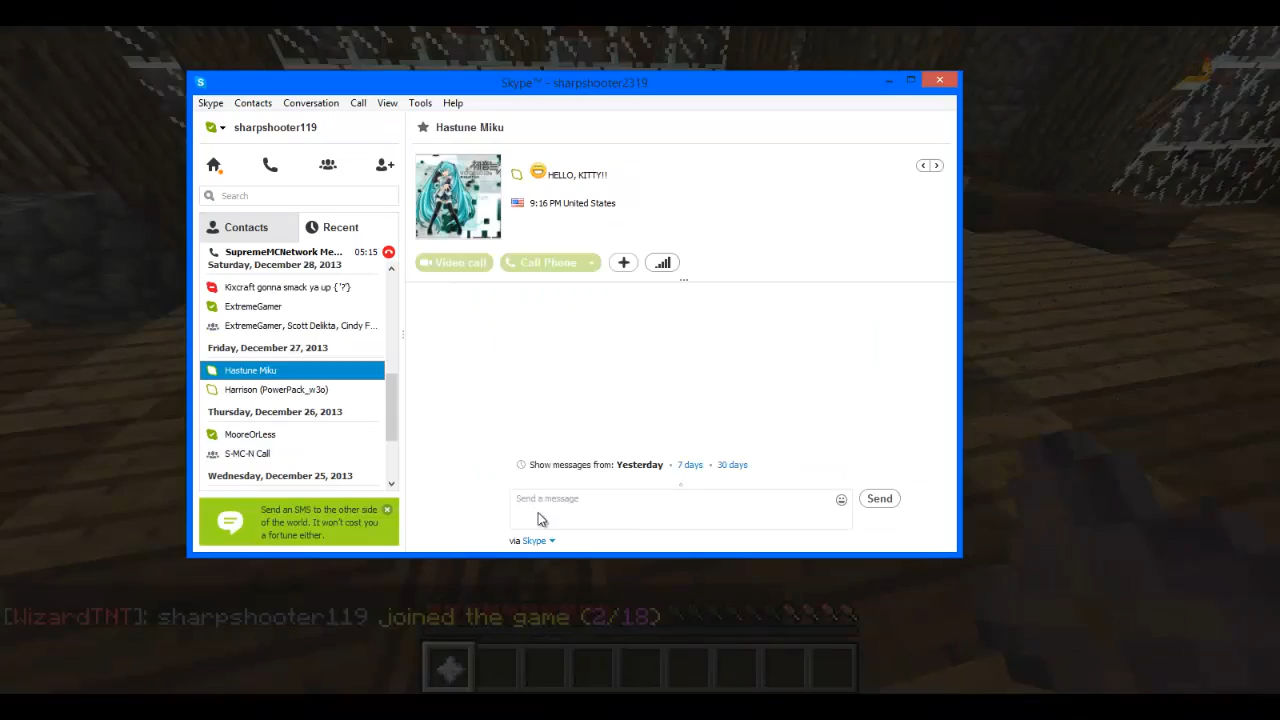 Skype™ - sharpshooter2319
Skype Contacts Conversation Call View Tools Help
sharpshooter119
Search
Contacts
Recent
SupremeMCNetwork Me... 05:15
Saturday, December 28, 2013
Kixcraft gonna smack ya up {'?'}
ExtremeGamer
ExtremeGamer, Scott Delikta, Cindy F...
Friday, December 27, 2013
Hastune Miku
Harrison (PowerPack_w3o)
Thursday, December 26, 2013
MooreOrLess
S-MC-N Call
Wednesday, December 25, 2013
Send an SMS to the other side
of the world. It won't cost you
a fortune either.
Hastune Miku
初音ミク
HELLO, KITTY!!
9:16 PM United States
Video call
Call Phone
Show messages from: Yesterday • 7 days • 30 days
Send a message
Send
via Skype
[WizardTNT]: sharpshooter119 joined the game (2/18)